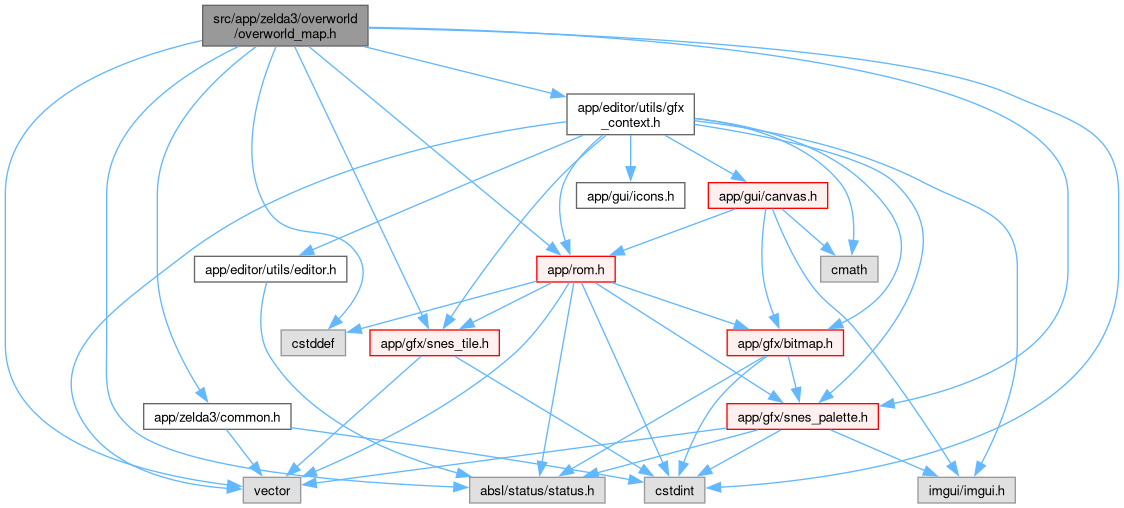 src/app/zelda3/overworld
/overworld_map.h
app/editor/utils/gfx
_context.h
app/gui/icons.h
app/gui/canvas.h
app/editor/utils/editor.h
app/rom.h
cmath
cstddef
app/gfx/snes_tile.h
app/gfx/bitmap.h
app/zelda3/common.h
app/gfx/snes_palette.h
vector
absl/status/status.h
cstdint
imgui/imgui.h